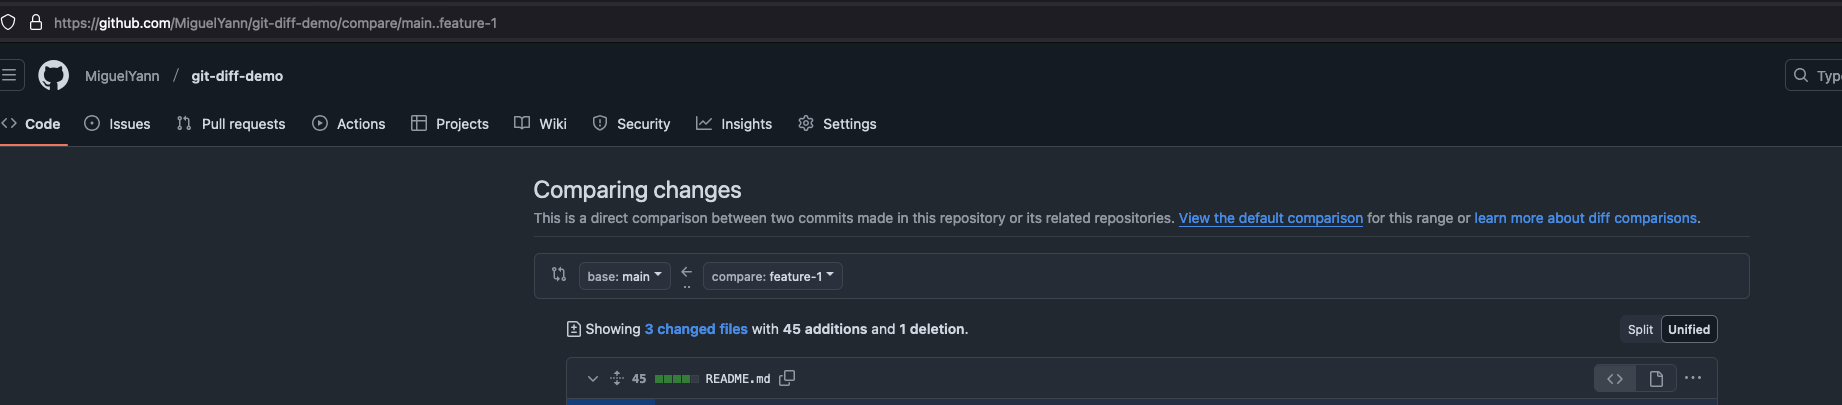 https://github.com/MiguelYann/git-diff-demo/compare/main..feature-1
MiguelYann / git-diff-demo
Typ
<> Code Issues Pull requests Actions Projects Wiki Security Insights Settings
Comparing changes
This is a direct comparison between two commits made in this repository or its related repositories. View the default comparison for this range or learn more about diff comparisons.
base: main ← .. compare: feature-1
Showing 3 changed files with 45 additions and 1 deletion.
Split Unified
45 README.md <> ...